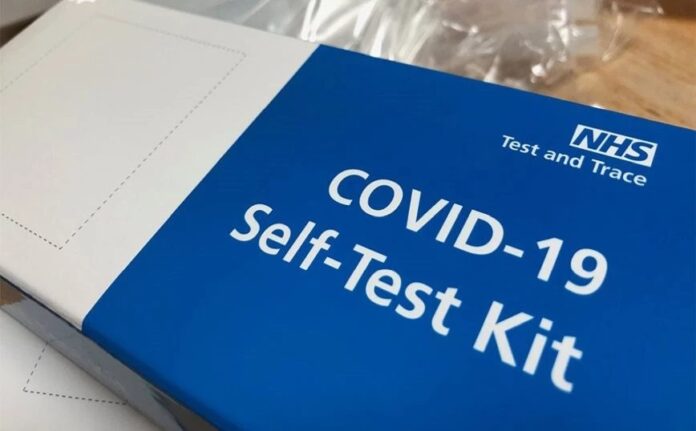 NHS
Test and Trace
COVID-19
Self-Test Kit